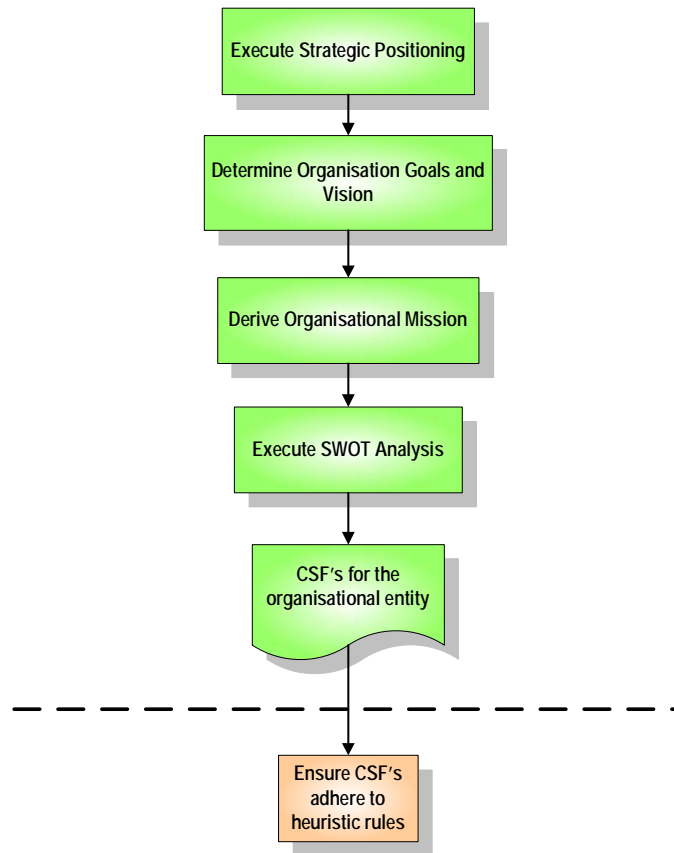 Execute Strategic Positioning
Determine Organisation Goals and
Vision
Derive Organisational Mission
Execute SWOT Analysis
CSF's for the
organisational entity
Ensure CSF's
adhere to
heuristic rules